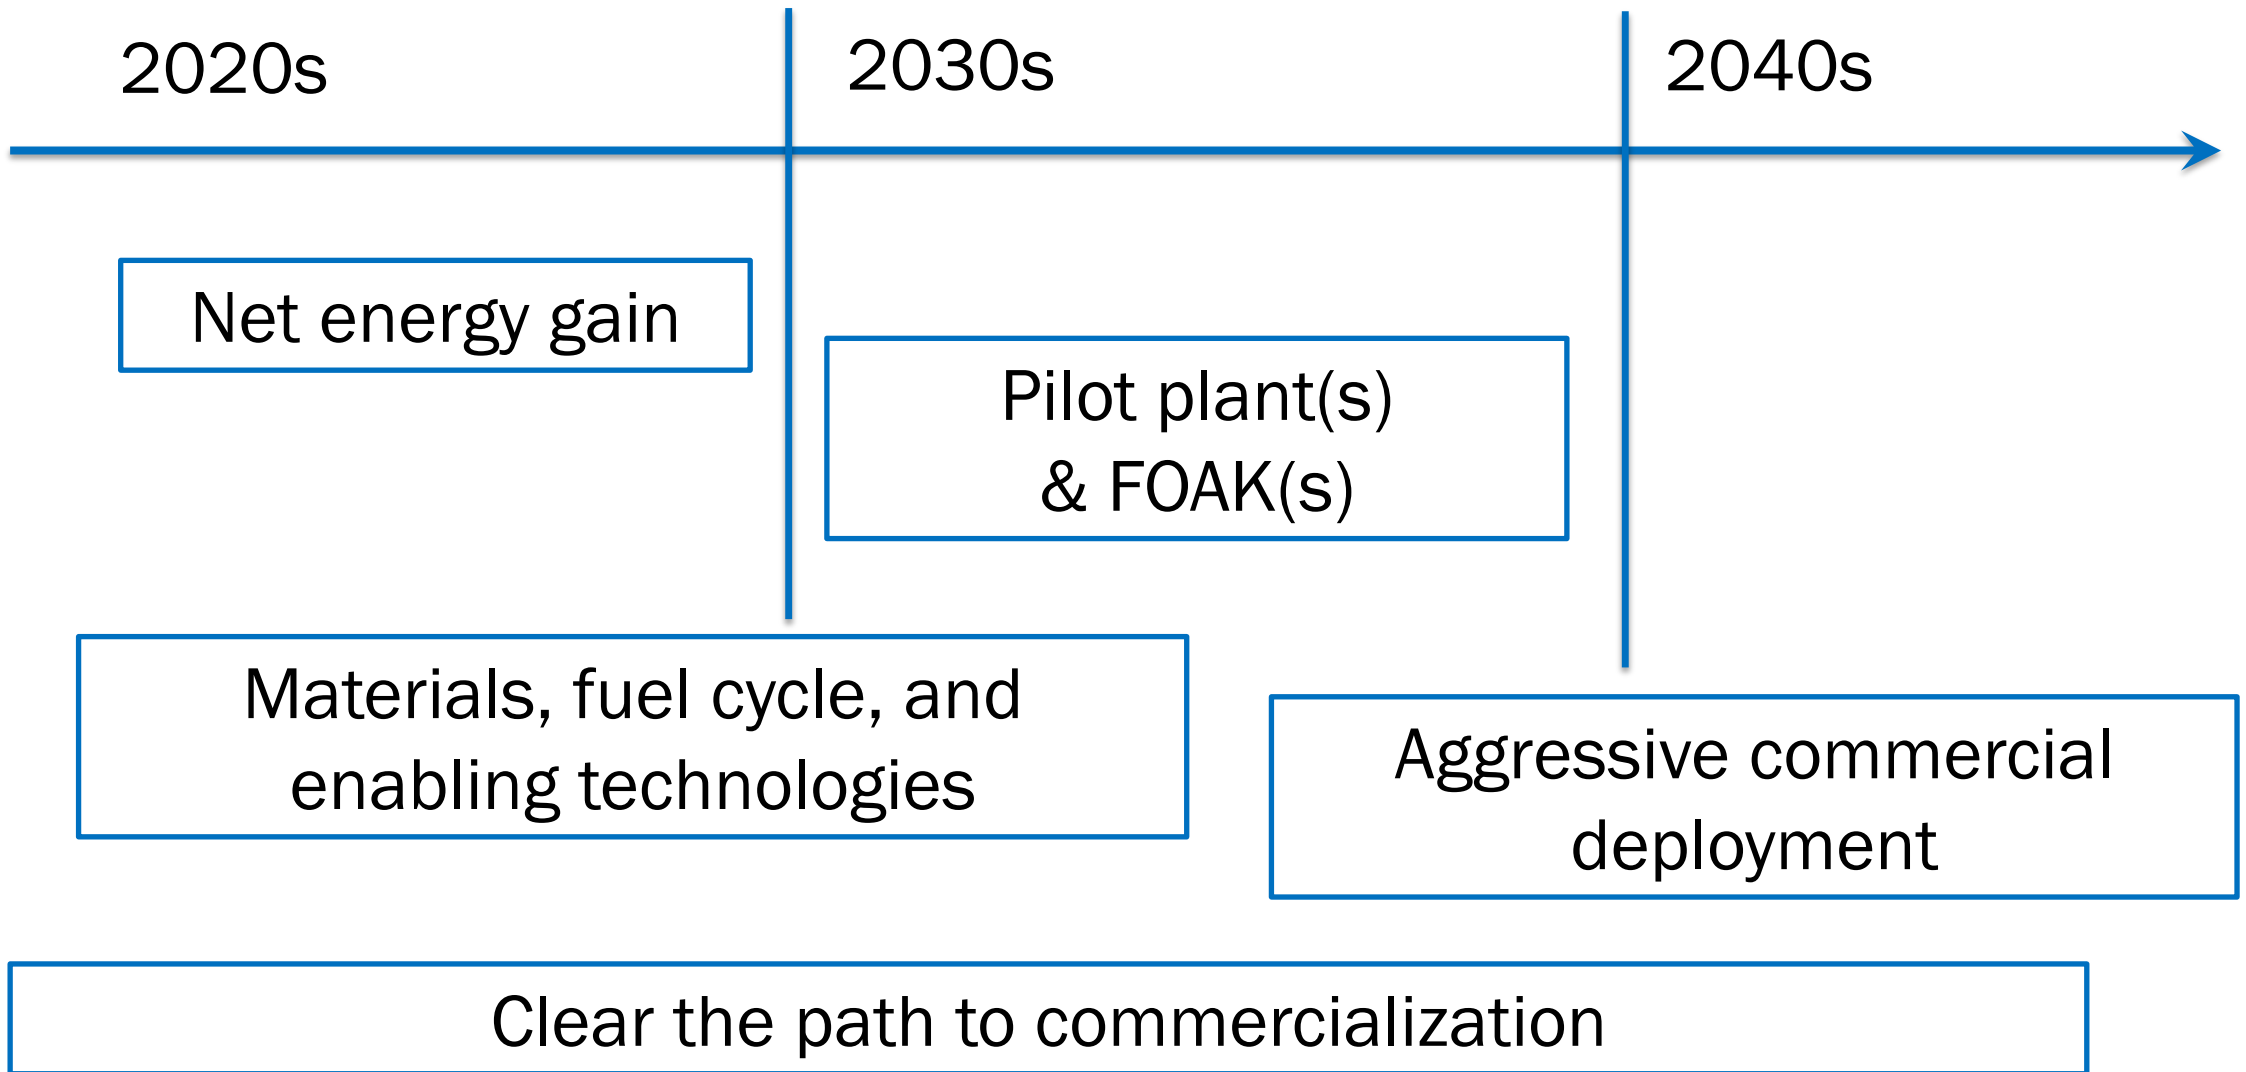 2020s
2030s
2040s
Net energy gain
Pilot plant(s)
& FOAK(s)
Materials, fuel cycle, and
enabling technologies
Aggressive commercial
deployment
Clear the path to commercialization